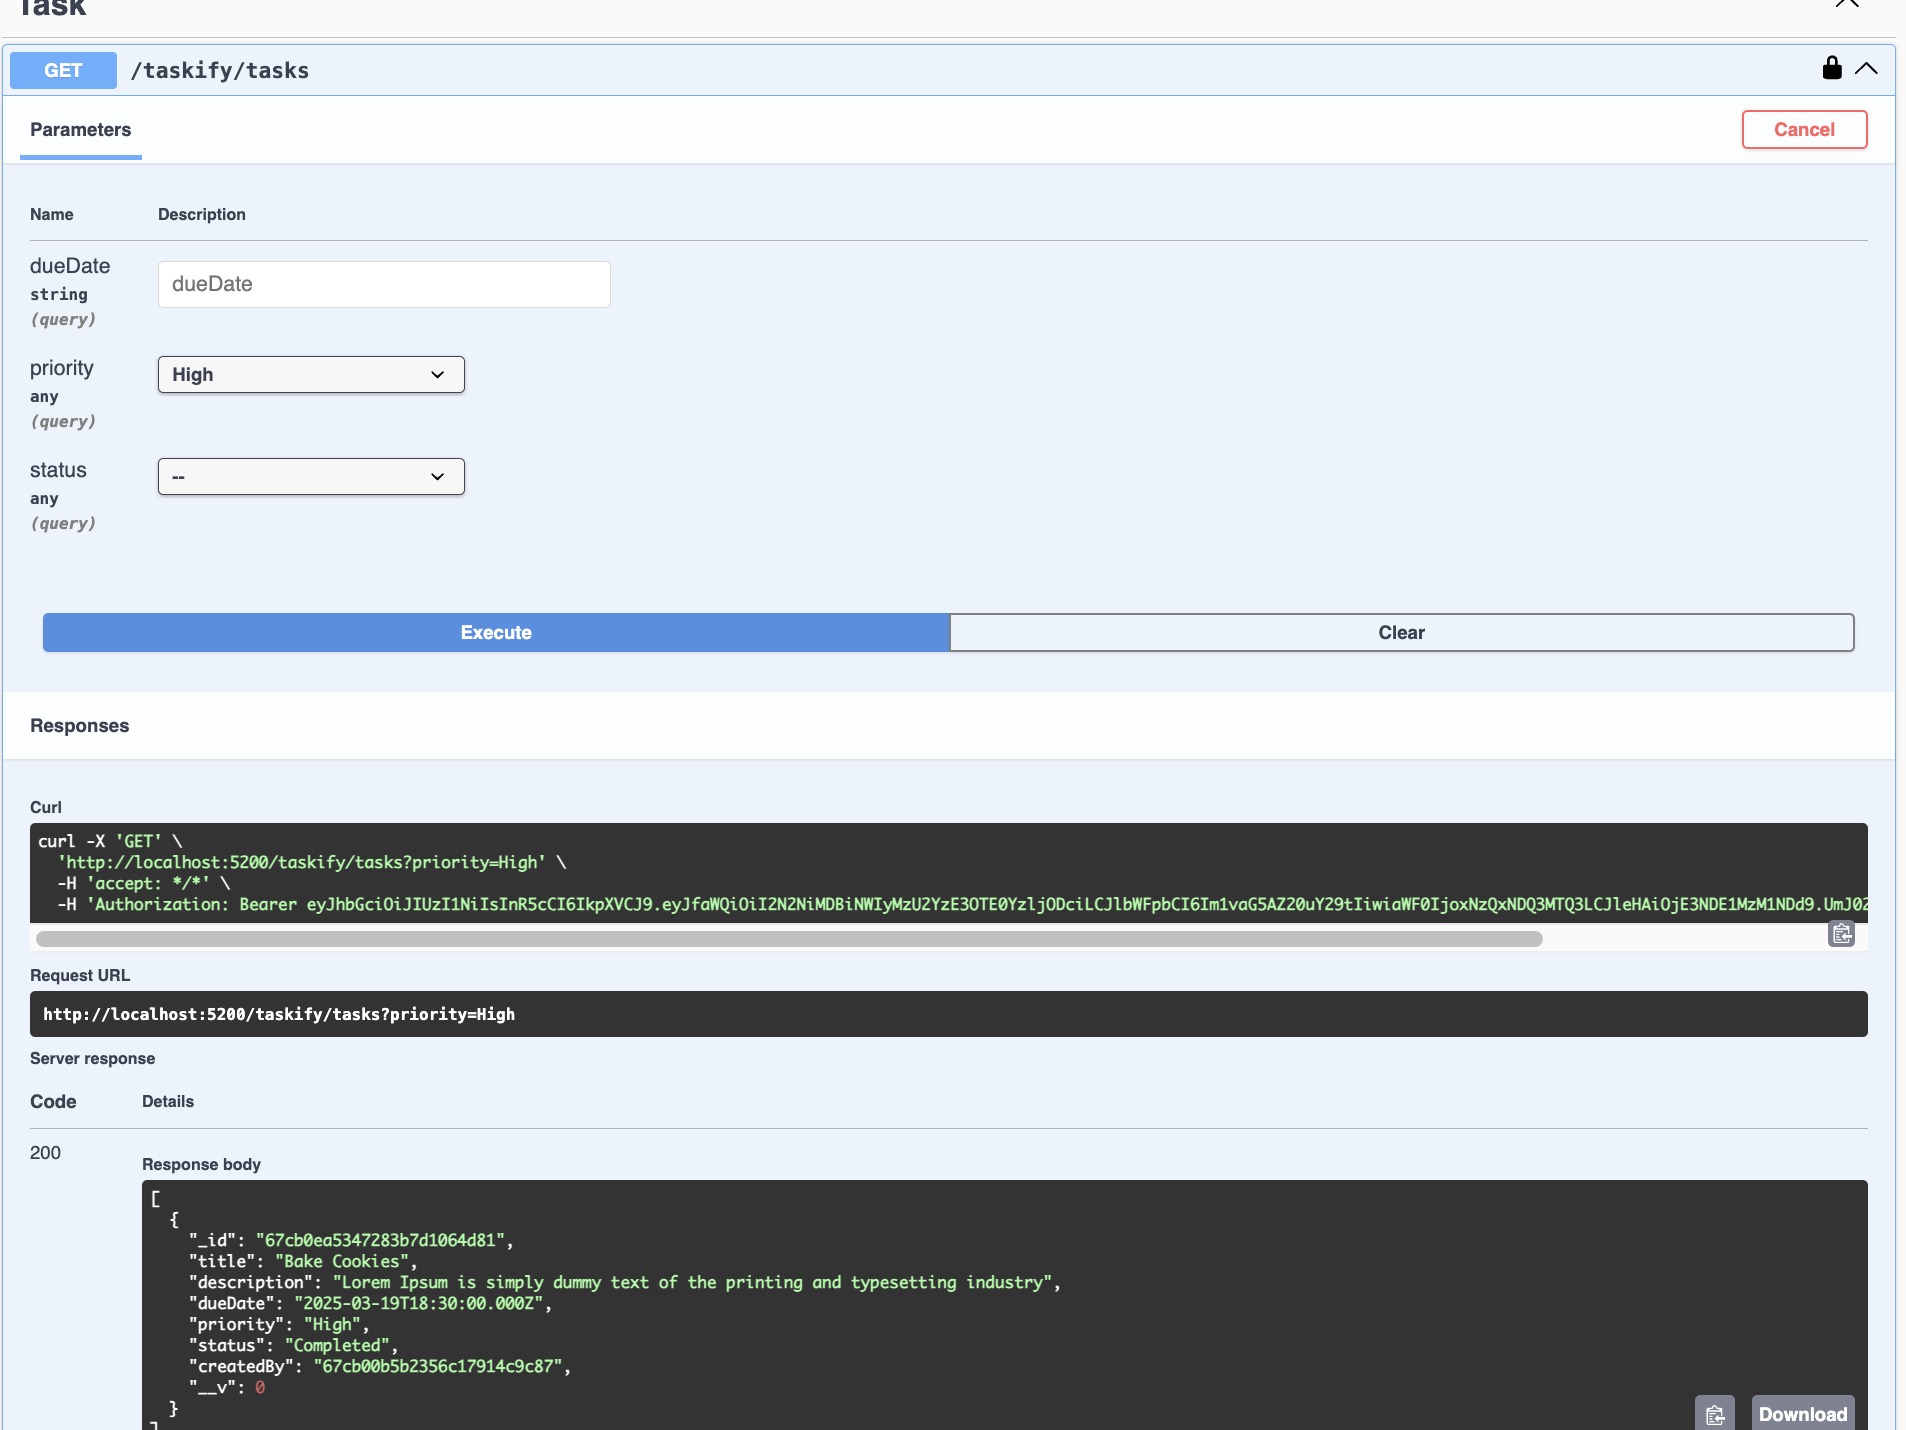 Task
GET /taskify/tasks
Parameters
Cancel
Name Description
dueDate
string
(query)
dueDate
priority
any
(query)
High
status
any
(query)
--
Execute
Clear
Responses
Curl
curl -X 'GET' \
  'http://localhost:5200/taskify/tasks?priority=High' \
  -H 'accept: */*' \
  -H 'Authorization: Bearer eyJhbGciOiJIUzI1NiIsInR5cCI6IkpXVCJ9.eyJfaWQiOiI2N2NiMDBiNWIyMzU2YzE3OTE0YzljODciLCJlbWFpbCI6Im1vaG5AZ20uY29tIiwiaWF0IjoxNzQxNDQ3MTQ3LCJleHAiOjE3NDE1MzM1NDd9.UmJ02
Request URL
http://localhost:5200/taskify/tasks?priority=High
Server response
Code Details
200
Response body
[
  {
    "_id": "67cb0ea5347283b7d1064d81",
    "title": "Bake Cookies",
    "description": "Lorem Ipsum is simply dummy text of the printing and typesetting industry",
    "dueDate": "2025-03-19T18:30:00.000Z",
    "priority": "High",
    "status": "Completed",
    "createdBy": "67cb00b5b2356c17914c9c87",
    "__v": 0
  }
]
Download